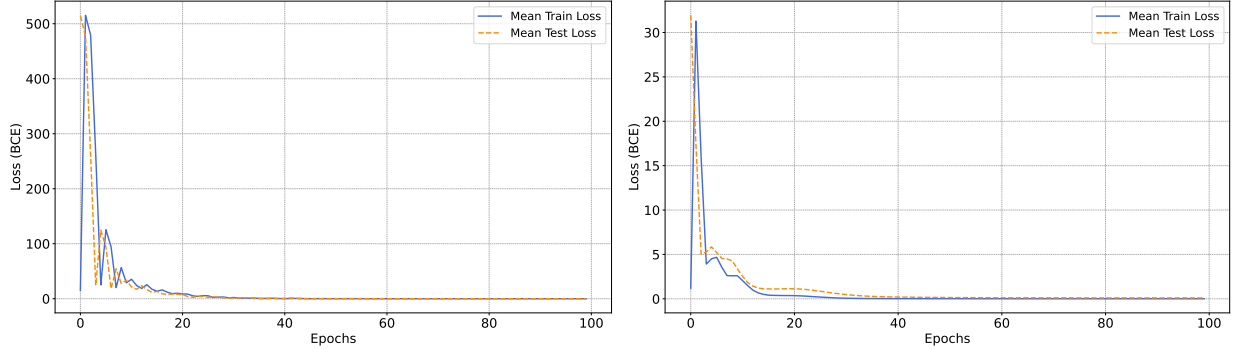 Loss (BCE)
500
400
300
200
100
0
0 20 40 60 80 100
Epochs
Mean Train Loss
Mean Test Loss
Loss (BCE)
30
25
20
15
10
5
0
0 20 40 60 80 100
Epochs
Mean Train Loss
Mean Test Loss